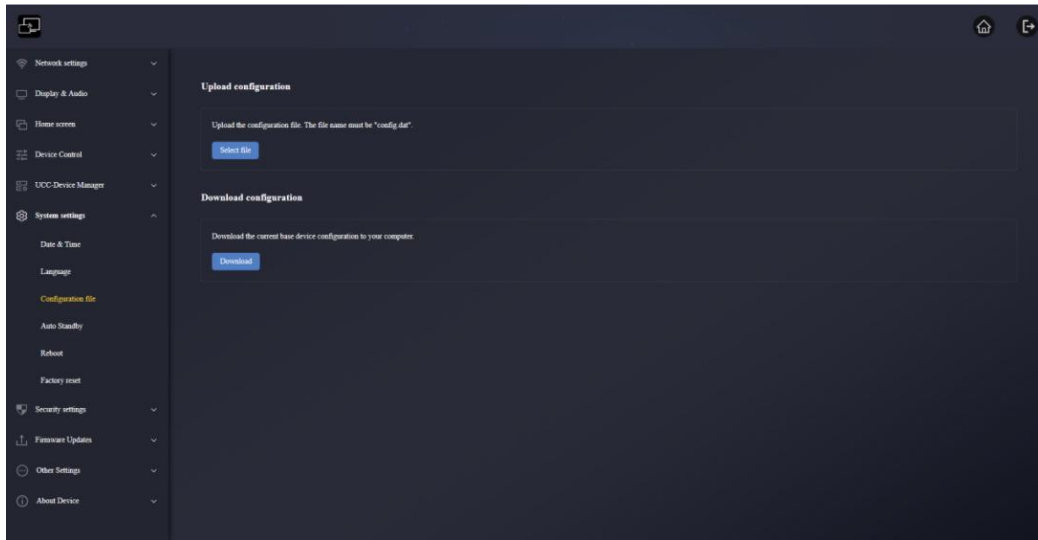 Network settings
Display & Audio
Home screen
Device Control
UCC-Device Manager
System settings
Date & Time
Language
Configuration file
Auto Standby
Reboot
Factory reset
Security settings
Firmware Updates
Other Settings
About Device
Upload configuration
Upload the configuration file. The file name must be "config.dat".
Select file
Download configuration
Download the current base device configuration to your computer.
Download